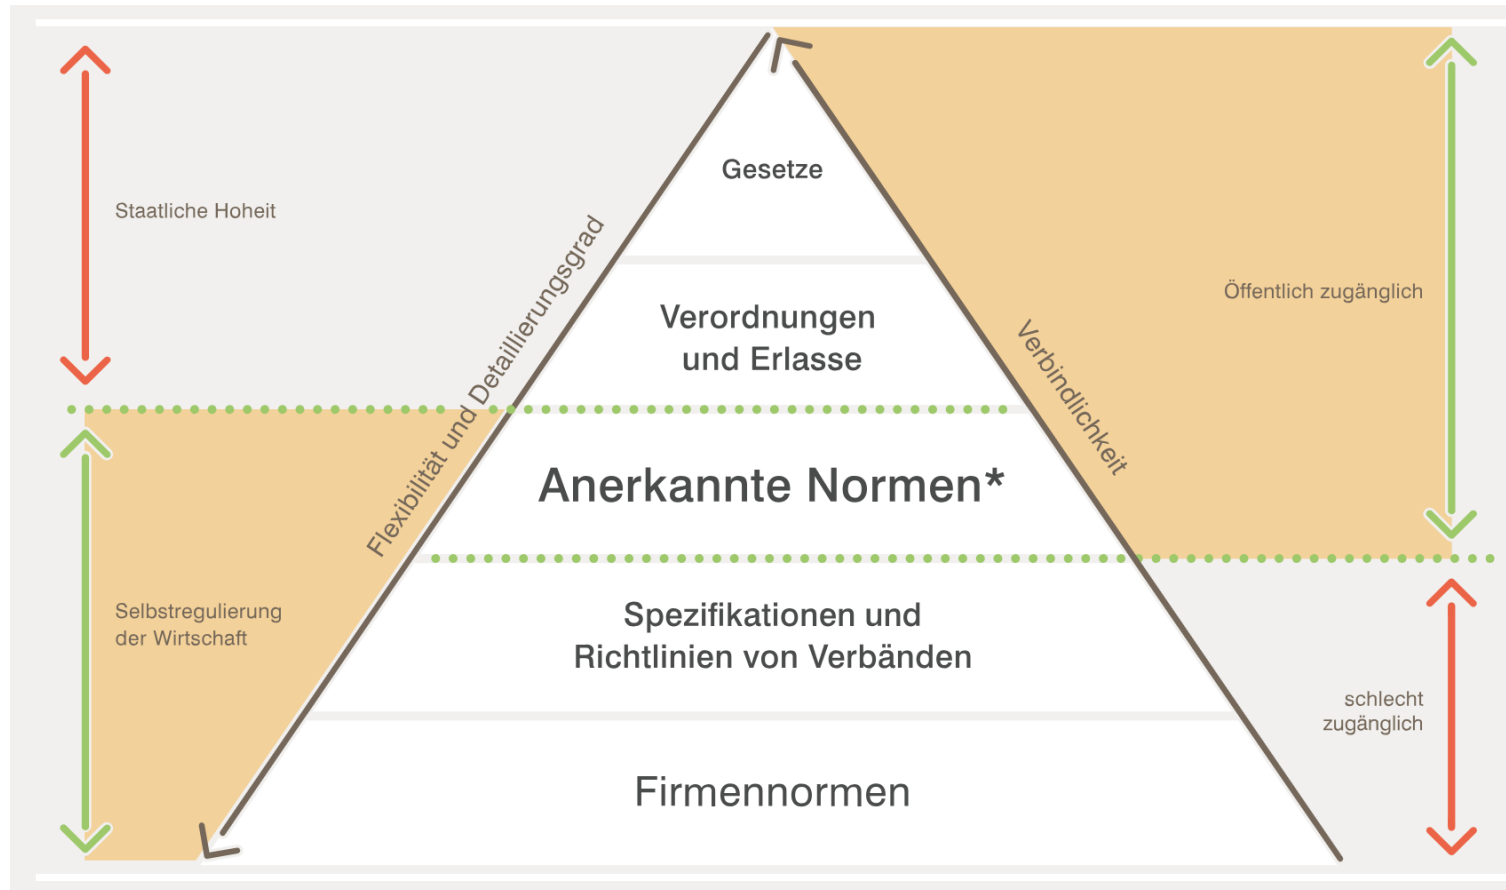 Gesetze
Staatliche Hoheit
Flexibilität und Detaillierungsgrad
Öffentlich zugänglich
Verordnungen
und Erlasse
Verbindlichkeit
Anerkannte Normen*
Selbstregulierung
der Wirtschaft
Spezifikationen und
Richtlinien von Verbänden
schlecht
zugänglich
Firmennormen